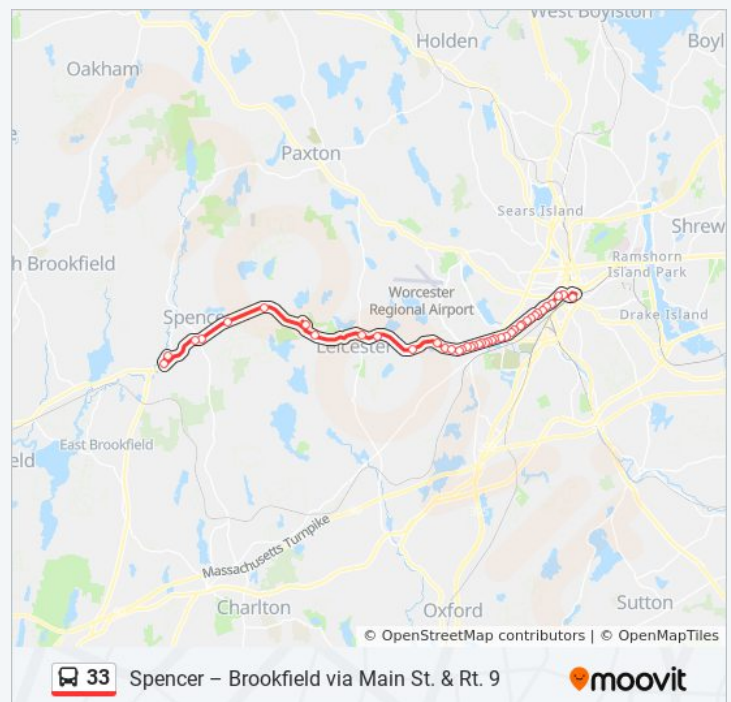 West Boylston
Holden
Boyl
Oakham
Paxton
Sears Island
Shrew
Ramshorn
Island Park
h Brookfield
Worcester
Regional Airport
Drake Island
Spence
Leicester
East Brookfield
eld
Massachusetts Turnpike
Charlton
Oxford
Sutton
© OpenStreetMap contributors | © OpenMapTiles
33 Spencer – Brookfield via Main St. & Rt. 9 moovit